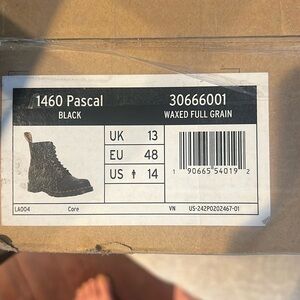 1460 Pascal
BLACK
30666001
WAXED FULL GRAIN
UK 13
EU 48
US 14
1 90665 54019 2
LA004 Core VN US-242P0202467-01